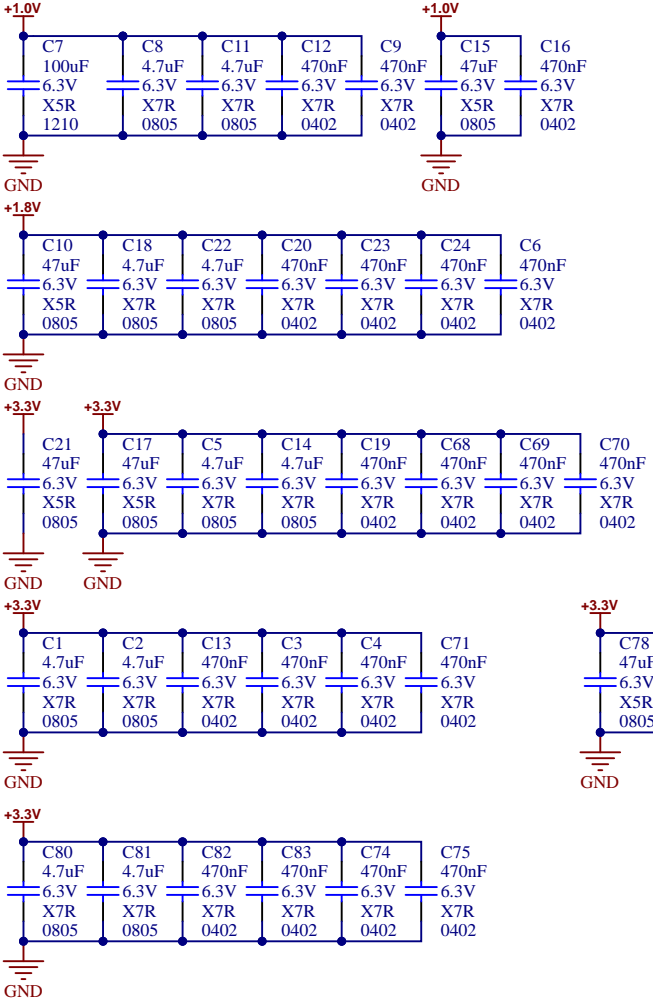 +1.0V +1.0V
C7 C8 C11 C12 C9 C15 C16
100uF 4.7uF 4.7uF 470nF 470nF 47uF 470nF
6.3V 6.3V 6.3V 6.3V 6.3V 6.3V 6.3V
X5R X7R X7R X7R X7R X5R X7R
1210 0805 0805 0402 0402 0805 0402
GND GND
+1.8V
C10 C18 C22 C20 C23 C24 C6
47uF 4.7uF 4.7uF 470nF 470nF 470nF 470nF
6.3V 6.3V 6.3V 6.3V 6.3V 6.3V 6.3V
X5R X7R X7R X7R X7R X7R X7R
0805 0805 0805 0402 0402 0402 0402
GND
+3.3V +3.3V
C21 C17 C5 C14 C19 C68 C69 C70
47uF 47uF 4.7uF 4.7uF 470nF 470nF 470nF 470nF
6.3V 6.3V 6.3V 6.3V 6.3V 6.3V 6.3V 6.3V
X5R X5R X7R X7R X7R X7R X7R X7R
0805 0805 0805 0805 0402 0402 0402 0402
GND GND
+3.3V +3.3V
C1 C2 C13 C3 C4 C71 C78
4.7uF 4.7uF 470nF 470nF 470nF 470nF 47uF
6.3V 6.3V 6.3V 6.3V 6.3V 6.3V 6.3V
X7R X7R X7R X7R X7R X7R X5R
0805 0805 0402 0402 0402 0402 0805
GND GND
+3.3V
C80 C81 C82 C83 C74 C75
4.7uF 4.7uF 470nF 470nF 470nF 470nF
6.3V 6.3V 6.3V 6.3V 6.3V 6.3V
X7R X7R X7R X7R X7R X7R
0805 0805 0402 0402 0402 0402
GND